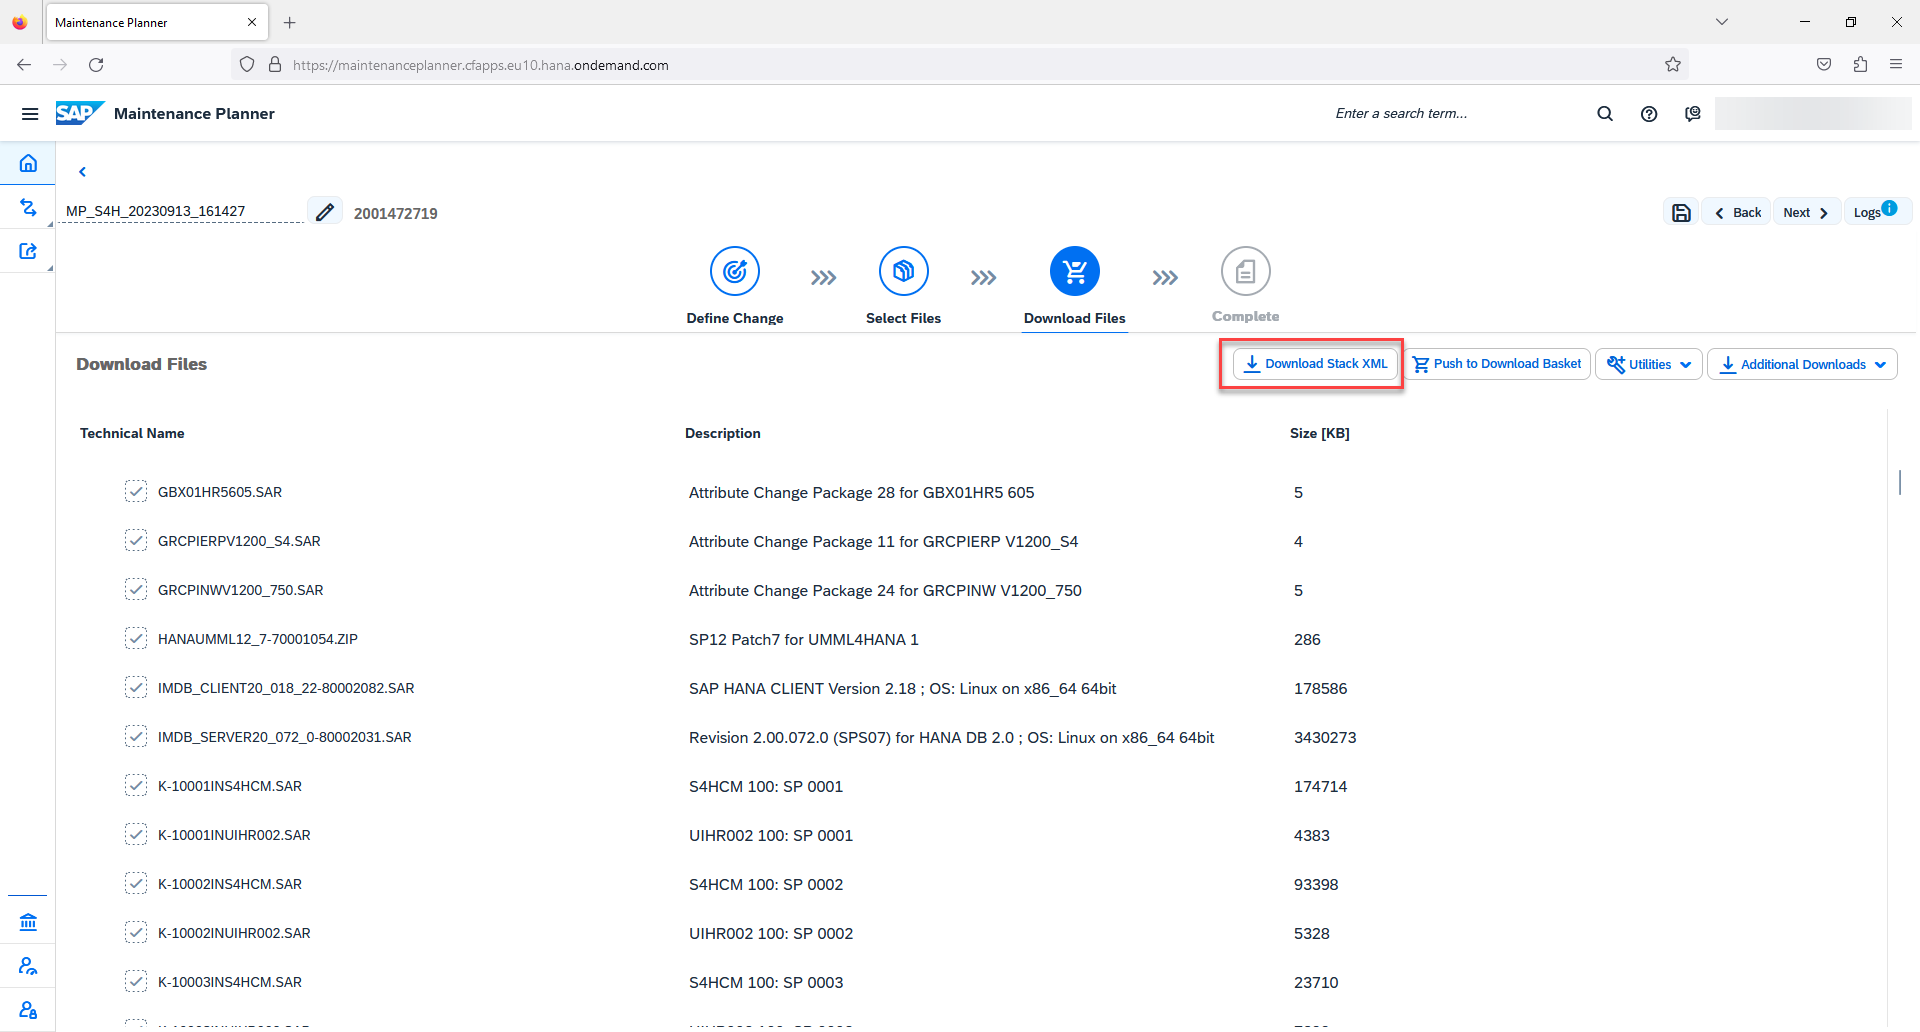 Maintenance Planner
https://maintenanceplanner.cfapps.eu10.hana.ondemand.com
SAP Maintenance Planner Enter a search term...
MP_S4H_20230913_161427 2001472719 Back Next Logs
Define Change Select Files Download Files Complete
Download Files Download Stack XML Push to Download Basket Utilities Additional Downloads
Technical Name Description Size [KB]
GBX01HR5605.SAR Attribute Change Package 28 for GBX01HR5 605 5
GRCPIERPV1200_S4.SAR Attribute Change Package 11 for GRCPIERP V1200_S4 4
GRCPINWV1200_750.SAR Attribute Change Package 24 for GRCPINW V1200_750 5
HANAUMML12_7-70001054.ZIP SP12 Patch7 for UMML4HANA 1 286
IMDB_CLIENT20_018_22-80002082.SAR SAP HANA CLIENT Version 2.18 ; OS: Linux on x86_64 64bit 178586
IMDB_SERVER20_072_0-80002031.SAR Revision 2.00.072.0 (SPS07) for HANA DB 2.0 ; OS: Linux on x86_64 64bit 3430273
K-10001INS4HCM.SAR S4HCM 100: SP 0001 174714
K-10001INUIHR002.SAR UIHR002 100: SP 0001 4383
K-10002INS4HCM.SAR S4HCM 100: SP 0002 93398
K-10002INUIHR002.SAR UIHR002 100: SP 0002 5328
K-10003INS4HCM.SAR S4HCM 100: SP 0003 23710